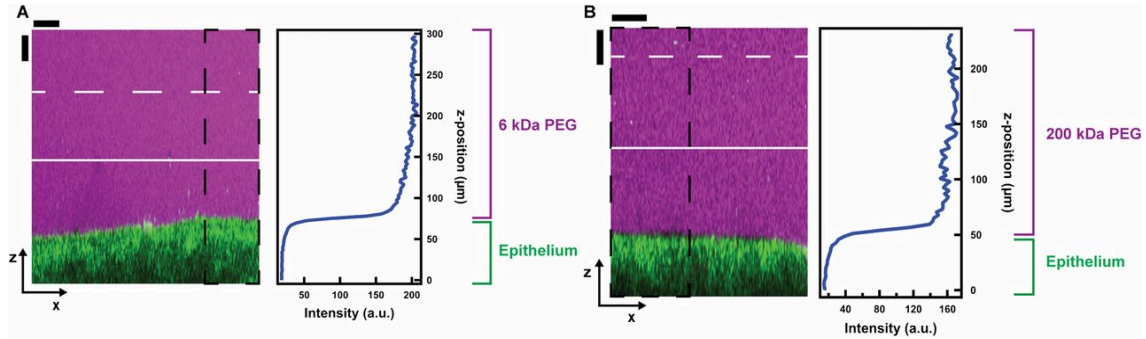 A
z
x
50
100
150
200
Intensity (a.u.)
300
250
200
150
100
50
0
z-position (µm)
6 kDa PEG
Epithelium
B
z
x
40
80
120
160
Intensity (a.u.)
200
150
100
50
0
z-position (µm)
200 kDa PEG
Epithelium